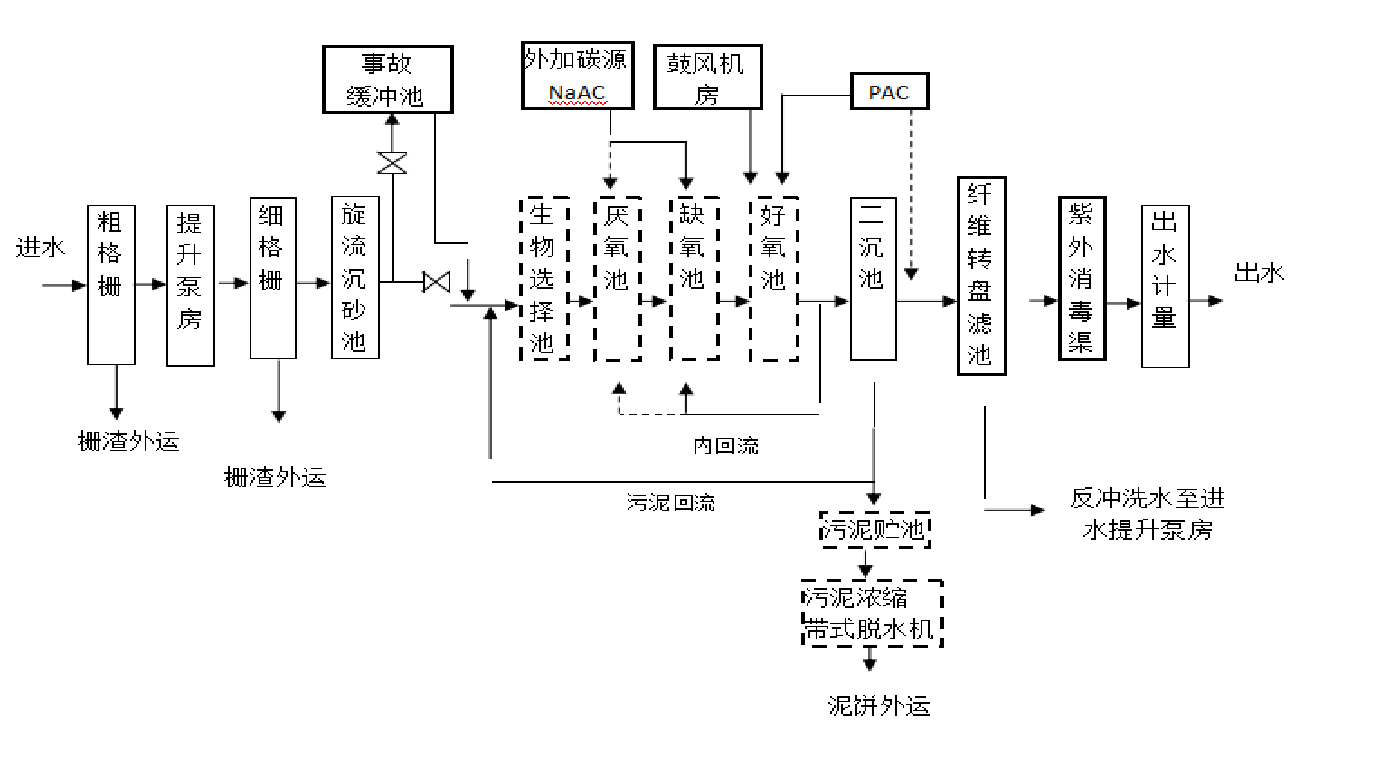 事故
缓冲池
外加碳源
NaAC
鼓风机
房
PAC
进水
粗格栅
提升泵房
细格栅
旋流沉砂池
生物选择池
厌氧池
缺氧池
好氧池
二沉池
纤维转盘滤池
紫外消毒渠
出水计量
出水
栅渣外运
栅渣外运
内回流
污泥回流
反冲洗水至进
水提升泵房
污泥贮池
污泥浓缩
带式脱水机
泥饼外运